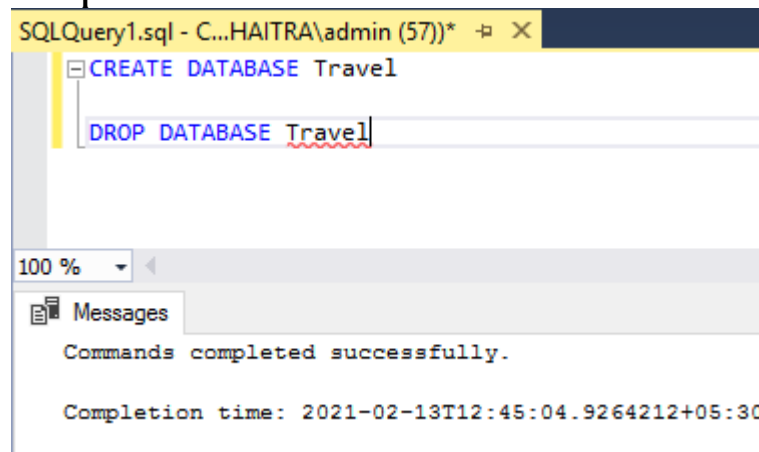 SQLQuery1.sql - C...HAITRA\admin (57))*
CREATE DATABASE Travel
DROP DATABASE Travel
100 %
Messages
Commands completed successfully.
Completion time: 2021-02-13T12:45:04.9264212+05:30